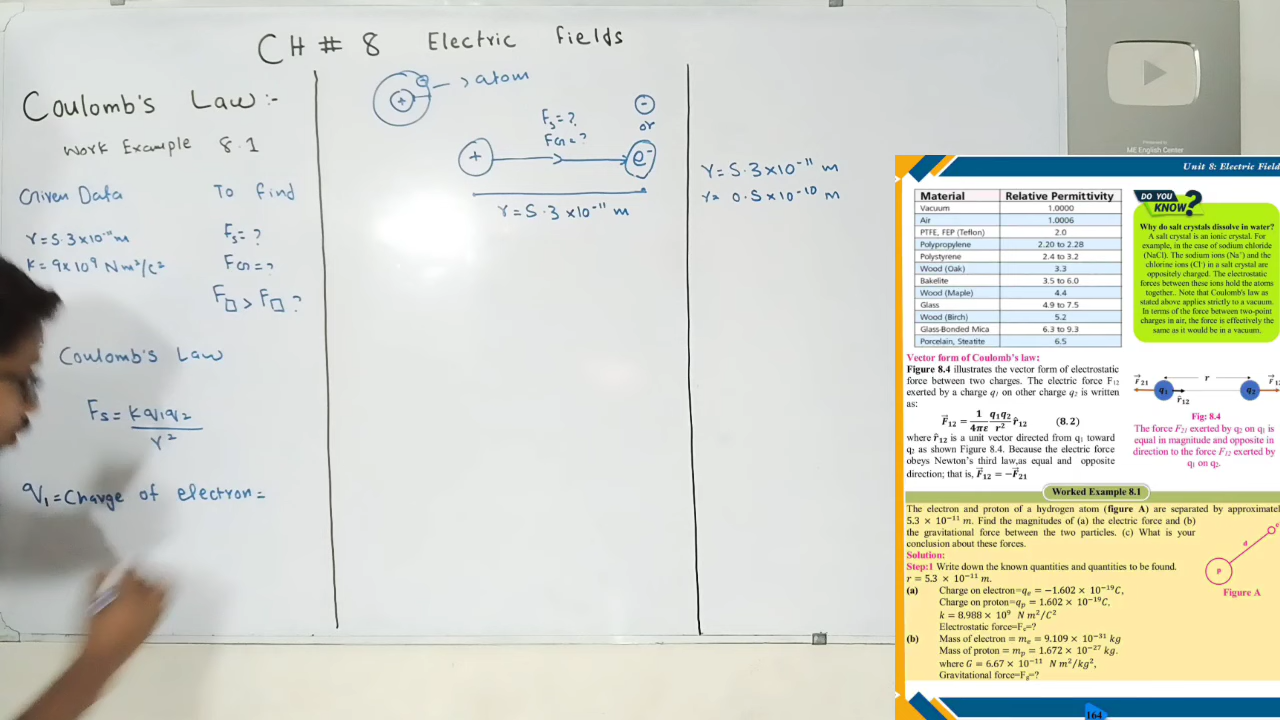 CH # 8 Electric fields
Coulomb's Law :-
Work Example 8.1
Given Data
To find
r = 5.3 x 10⁻¹¹ m
K = 9x10⁹ Nm²/C²
Fs = ?
FG = ?
F□ > F□ ?
Coulomb's Law
Fs = kq₁q₂
r²
q₁ = Charge of electron =
+
-
→ atom
Fs = ?
FG = ?
-
or
+
e⁻
r = 5.3 x10⁻¹¹ m
r = 5.3x10⁻¹¹ m
r = 0.5x10⁻¹⁰ m
ME English Center
Unit 8: Electric Field
Material Relative Permittivity
Vacuum 1.0000
Air 1.0006
PTFE, FEP (Teflon) 2.0
Polypropylene 2.20 to 2.28
Polystyrene 2.4 to 3.2
Wood (Oak) 3.3
Bakelite 3.5 to 6.0
Wood (Maple) 4.4
Glass 4.9 to 7.5
Wood (Birch) 5.2
Glass-Bonded Mica 6.3 to 9.3
Porcelain, Steatite 6.5
DO YOU
KNOW?
Why do salt crystals dissolve in water?
A salt crystal is an ionic crystal. For
example, in the case of sodium chloride
(NaCl). The sodium ions (Na⁺) and the
chlorine ions (Cl⁻) in a salt crystal are
oppositely charged. The electrostatic
forces between these ions hold the atoms
together.. Note that Coulomb's law as
stated above applies strictly to a vacuum.
In terms of the force between two-point
charges in air, the force is effectively the
same as it would be in a vacuum.
Vector form of Coulomb's law:
Figure 8.4 illustrates the vector form of electrostatic
force between two charges. The electric force F₁₂
exerted by a charge q₁ on other charge q₂ is written
as:
F⃗₁₂ = 1/4πε q₁q₂/r² r̂₁₂ (8.2)
where r̂₁₂ is a unit vector directed from q₁ toward
q₂ as shown Figure 8.4. Because the electric force
obeys Newton's third law,as equal and opposite
direction; that is, F⃗₁₂ = −F⃗₂₁
F⃗₂₁ r F⃗₁
q₁ q₂
r̂₁₂
Fig: 8.4
The force F₂₁ exerted by q₂ on q₁ is
equal in magnitude and opposite in
direction to the force F₁₂ exerted by
q₁ on q₂.
Worked Example 8.1
The electron and proton of a hydrogen atom (figure A) are separated by approximate
5.3 × 10⁻¹¹ m. Find the magnitudes of (a) the electric force and (b)
the gravitational force between the two particles. (c) What is your
conclusion about these forces.
Solution:
Step:1 Write down the known quantities and quantities to be found.
r = 5.3 × 10⁻¹¹ m.
(a) Charge on electron=qₑ = −1.602 × 10⁻¹⁹C,
Charge on proton=qₚ = 1.602 × 10⁻¹⁹C,
k = 8.988 × 10⁹ N m²/C²
Electrostatic force=Fₑ=?
(b) Mass of electron = mₑ = 9.109 × 10⁻³¹ kg
Mass of proton = mₚ = 1.672 × 10⁻²⁷ kg.
where G = 6.67 × 10⁻¹¹ N m²/kg²,
Gravitational force=F_g=?
e
d
P
Figure A
164